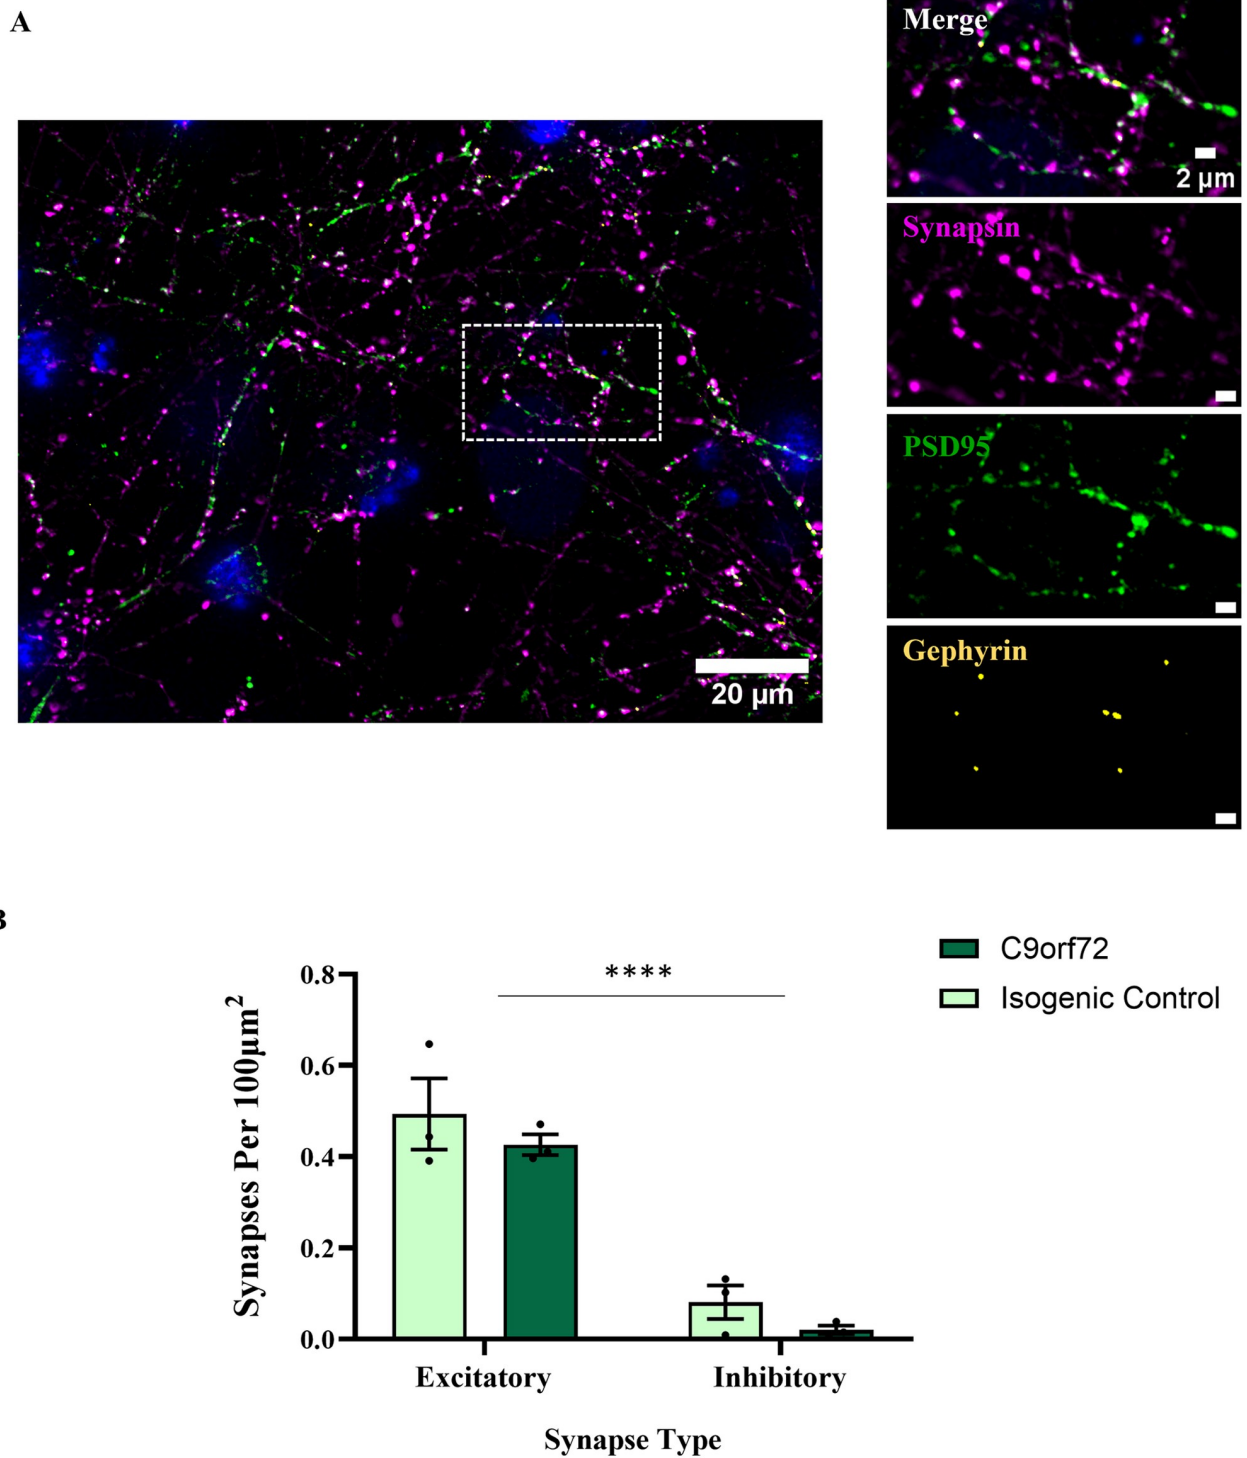 A
Merge
2 µm
Synapsin
PSD95
Gephyrin
20 µm
B
C9orf72
Isogenic Control
****
0.8
0.6
0.4
0.2
0.0
Synapses Per 100µm²
Excitatory
Inhibitory
Synapse Type